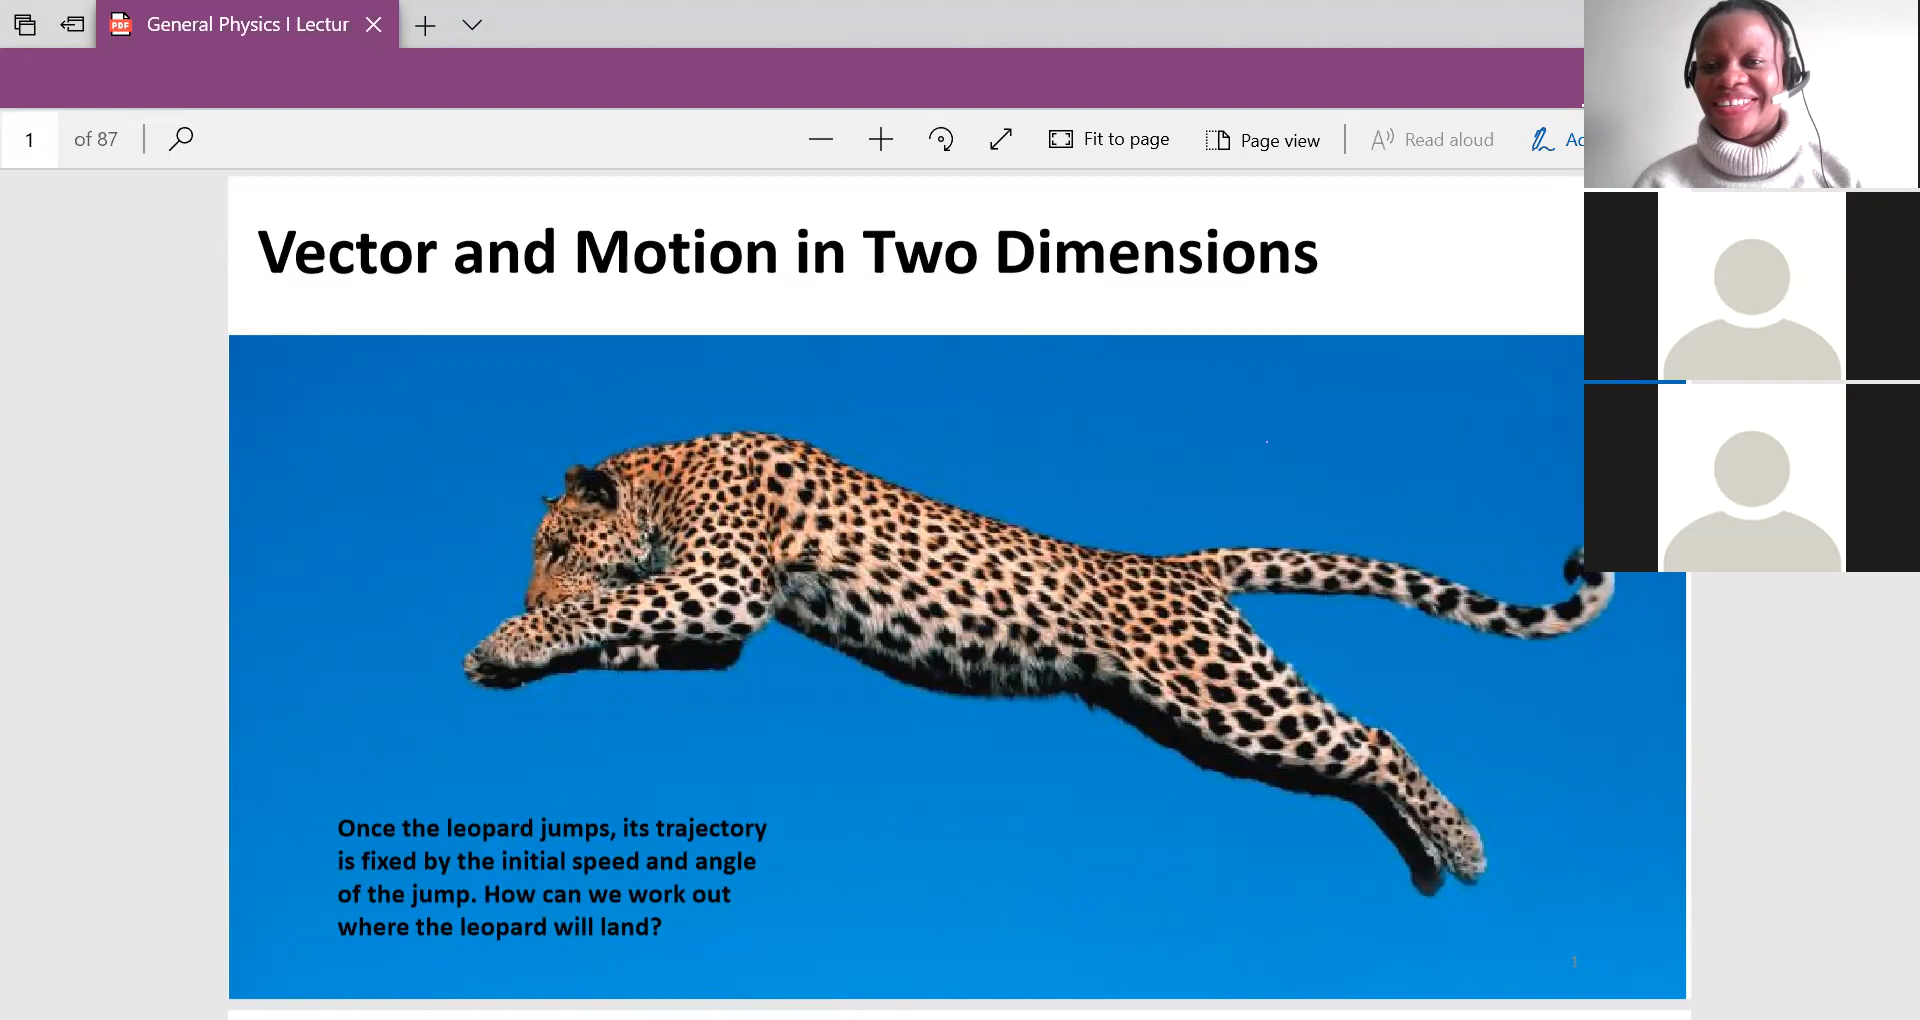 General Physics I Lectur
1 of 87
Fit to page
Page view
Read aloud
Vector and Motion in Two Dimensions
Once the leopard jumps, its trajectory
is fixed by the initial speed and angle
of the jump. How can we work out
where the leopard will land?
1